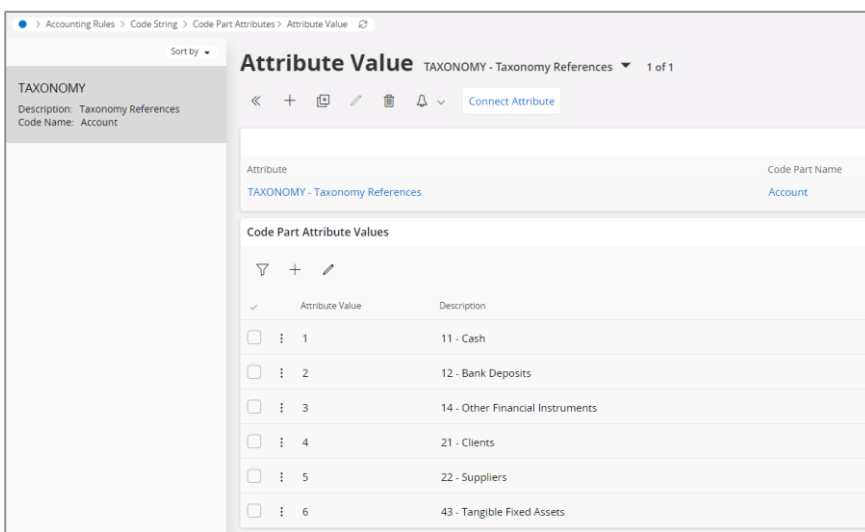 > Accounting Rules > Code String > Code Part Attributes > Attribute Value
Sort by
TAXONOMY
Description: Taxonomy References
Code Name: Account
Attribute Value TAXONOMY - Taxonomy References 1 of 1
Connect Attribute
Attribute Code Part Name
TAXONOMY - Taxonomy References Account
Code Part Attribute Values
Attribute Value Description
1 11 - Cash
2 12 - Bank Deposits
3 14 - Other Financial Instruments
4 21 - Clients
5 22 - Suppliers
6 43 - Tangible Fixed Assets